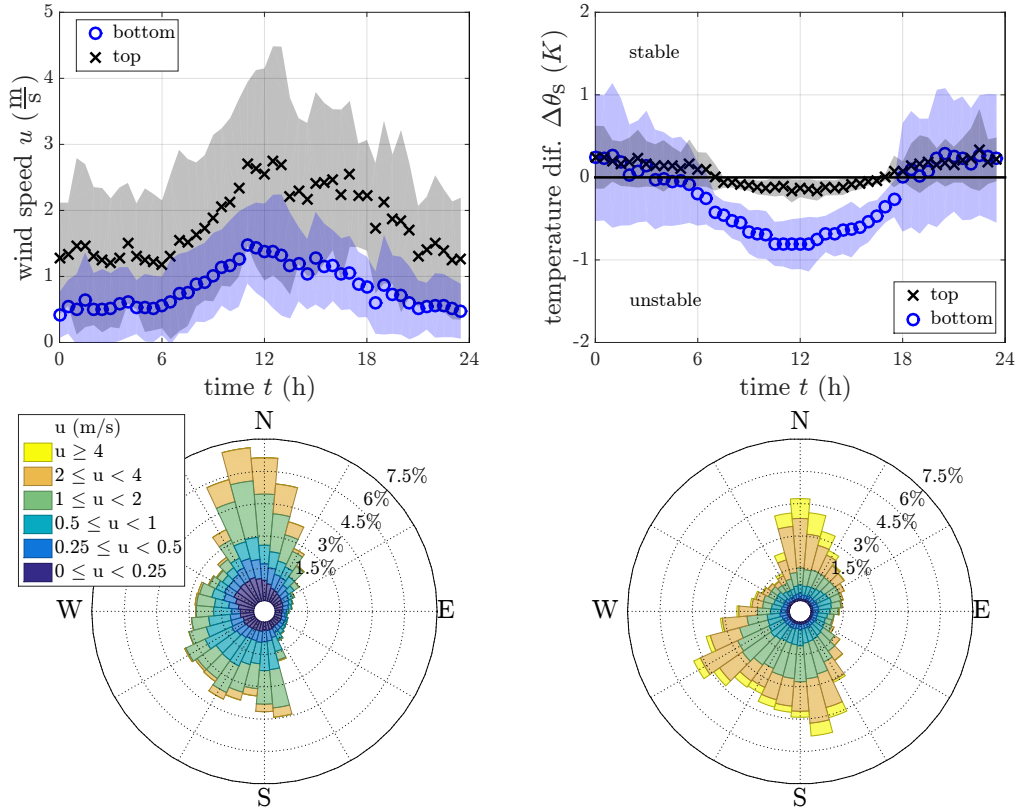 5
4
3
2
1
0
wind speed u (m/s)
bottom
top
0 6 12 18 24
time t (h)
2
1
0
-1
-2
temperature dif. Δθs (K)
stable
unstable
top
bottom
0 6 12 18 24
time t (h)
u (m/s)
u ≥ 4
2 ≤ u < 4
1 ≤ u < 2
0.5 ≤ u < 1
0.25 ≤ u < 0.5
0 ≤ u < 0.25
N
7.5%
6%
4.5%
3%
1.5%
W
E
S
N
7.5%
6%
4.5%
3%
1.5%
W
E
S